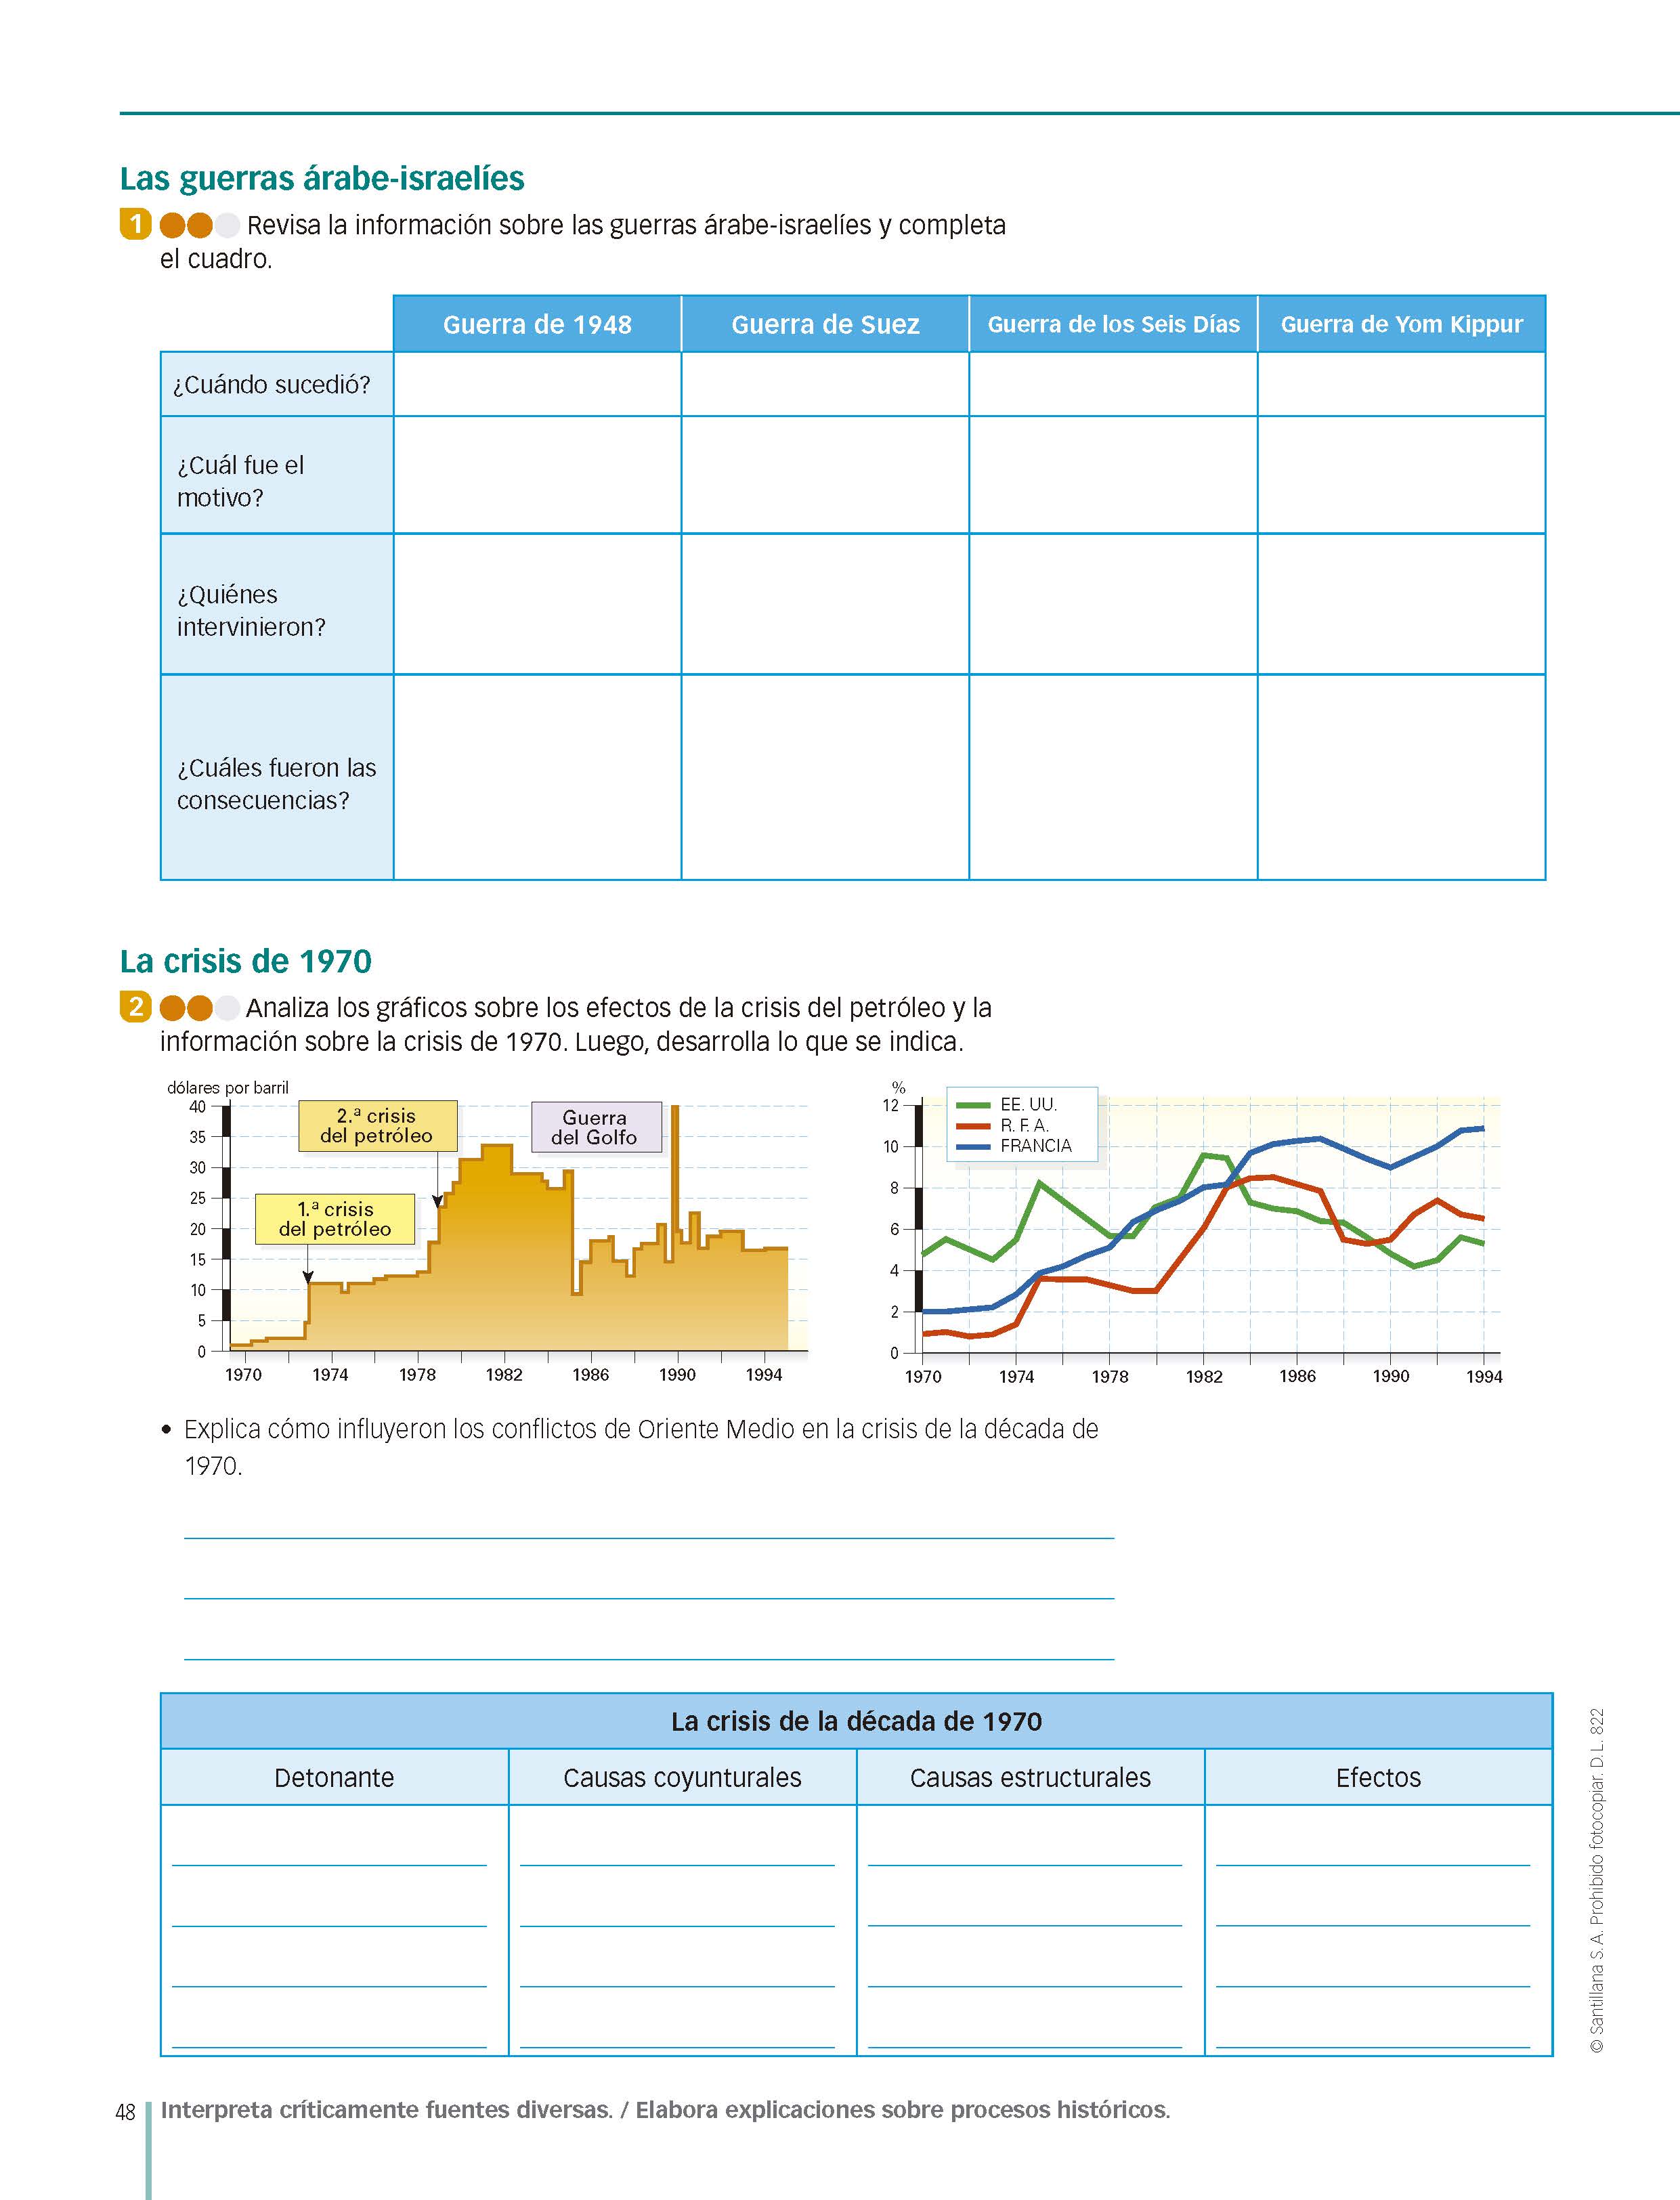 Las guerras árabe-israelíes
1 Revisa la información sobre las guerras árabe-israelíes y completa
el cuadro.
Guerra de 1948 Guerra de Suez Guerra de los Seis Días Guerra de Yom Kippur
¿Cuándo sucedió?
¿Cuál fue el
motivo?
¿Quiénes
intervinieron?
¿Cuáles fueron las
consecuencias?
La crisis de 1970
2 Analiza los gráficos sobre los efectos de la crisis del petróleo y la
información sobre la crisis de 1970. Luego, desarrolla lo que se indica.
dólares por barril
40
35
30
25
20
15
10
5
0
2.ª crisis
del petróleo
Guerra
del Golfo
1.ª crisis
del petróleo
1970 1974 1978 1982 1986 1990 1994
%
12
10
8
6
4
2
0
EE. UU.
R. F. A.
FRANCIA
1970 1974 1978 1982 1986 1990 1994
• Explica cómo influyeron los conflictos de Oriente Medio en la crisis de la década de
1970.
La crisis de la década de 1970
Detonante Causas coyunturales Causas estructurales Efectos
© Santillana S. A. Prohibido fotocopiar. D. L. 822
48 Interpreta críticamente fuentes diversas. / Elabora explicaciones sobre procesos históricos.